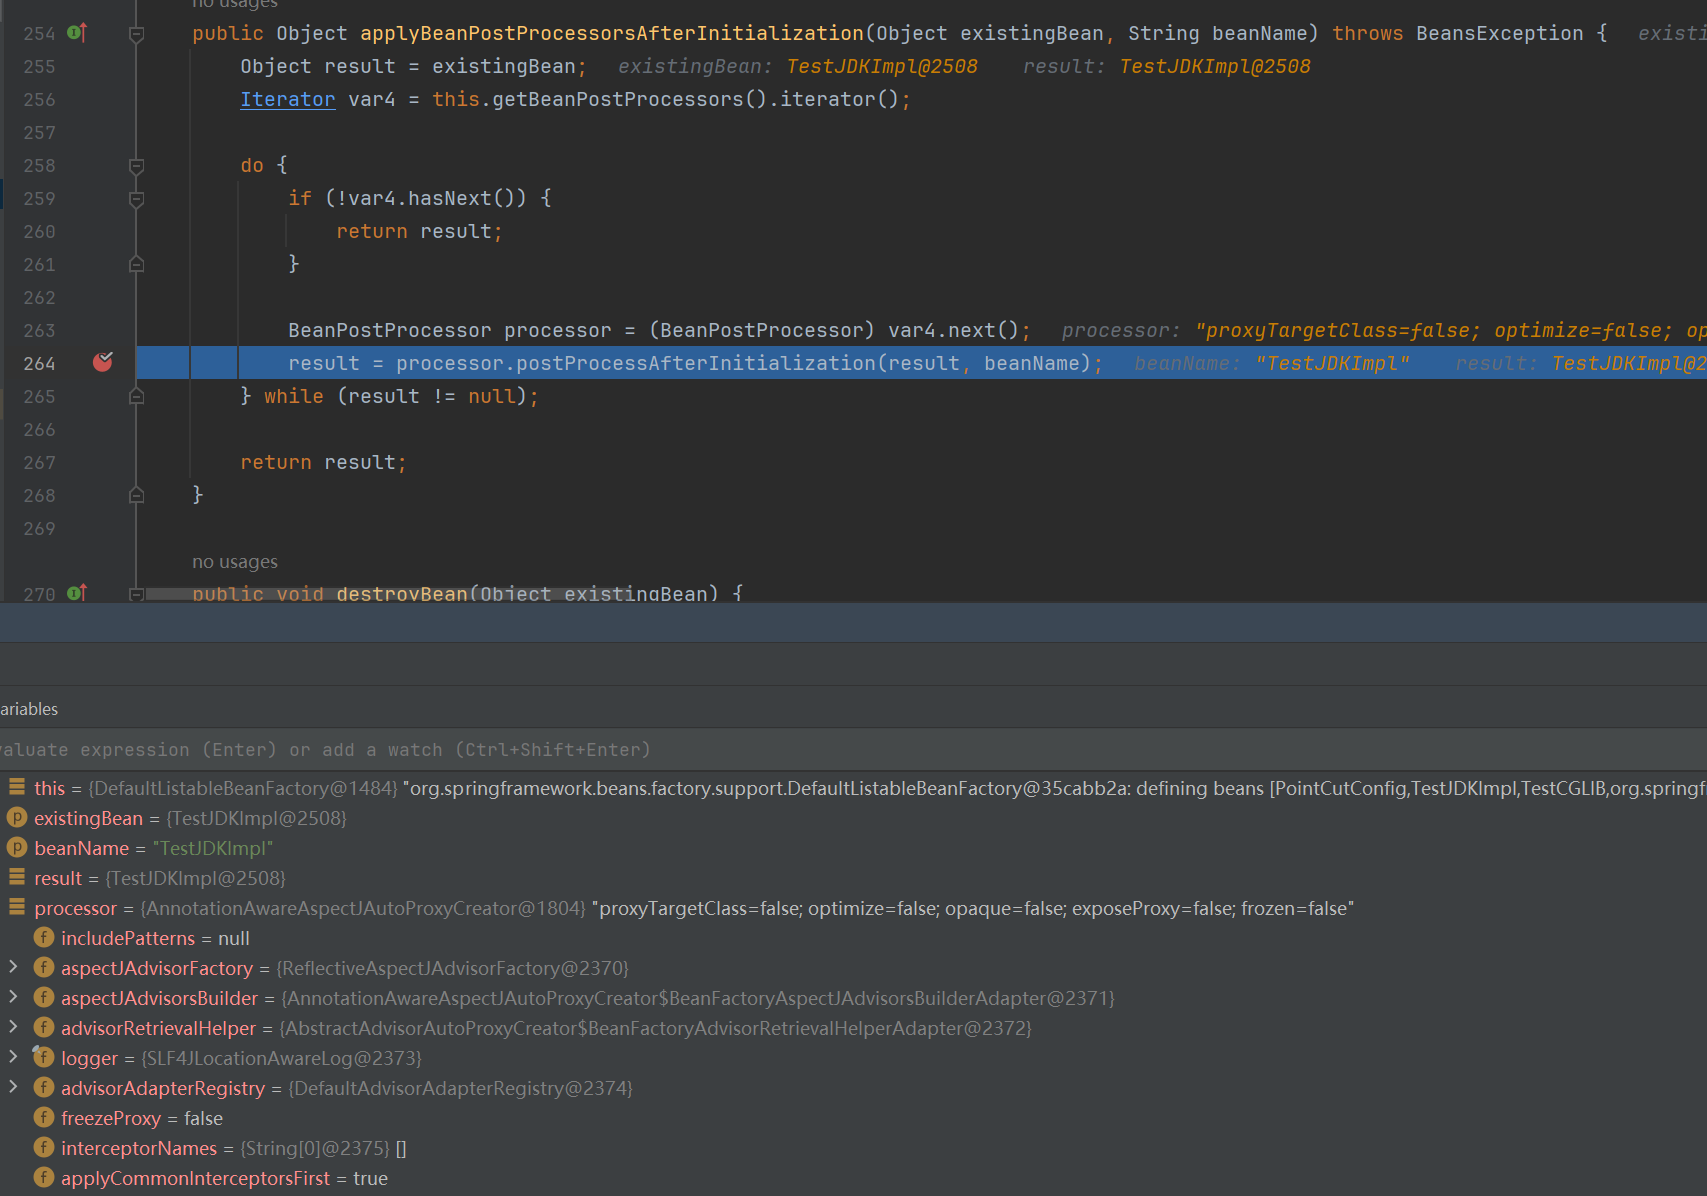 no usages
254 public Object applyBeanPostProcessorsAfterInitialization(Object existingBean, String beanName) throws BeansException { existi
255 Object result = existingBean; existingBean: TestJDKImpl@2508 result: TestJDKImpl@2508
256 Iterator var4 = this.getBeanPostProcessors().iterator();
257
258 do {
259 if (!var4.hasNext()) {
260 return result;
261 }
262
263 BeanPostProcessor processor = (BeanPostProcessor) var4.next(); processor: "proxyTargetClass=false; optimize=false; op
264 result = processor.postProcessAfterInitialization(result, beanName); beanName: "TestJDKImpl" result: TestJDKImpl@2
265 } while (result != null);
266
267 return result;
268 }
269
no usages
270 public void destroyBean(Object existingBean) {
ariables
valuate expression (Enter) or add a watch (Ctrl+Shift+Enter)
this = {DefaultListableBeanFactory@1484} "org.springframework.beans.factory.support.DefaultListableBeanFactory@35cabb2a: defining beans [PointCutConfig,TestJDKImpl,TestCGLIB,org.springf
p existingBean = {TestJDKImpl@2508}
p beanName = "TestJDKImpl"
result = {TestJDKImpl@2508}
processor = {AnnotationAwareAspectJAutoProxyCreator@1804} "proxyTargetClass=false; optimize=false; opaque=false; exposeProxy=false; frozen=false"
f includePatterns = null
f aspectJAdvisorFactory = {ReflectiveAspectJAdvisorFactory@2370}
f aspectJAdvisorsBuilder = {AnnotationAwareAspectJAutoProxyCreator$BeanFactoryAspectJAdvisorsBuilderAdapter@2371}
f advisorRetrievalHelper = {AbstractAdvisorAutoProxyCreator$BeanFactoryAdvisorRetrievalHelperAdapter@2372}
f logger = {SLF4JLocationAwareLog@2373}
f advisorAdapterRegistry = {DefaultAdvisorAdapterRegistry@2374}
f freezeProxy = false
f interceptorNames = {String[0]@2375} []
f applyCommonInterceptorsFirst = true